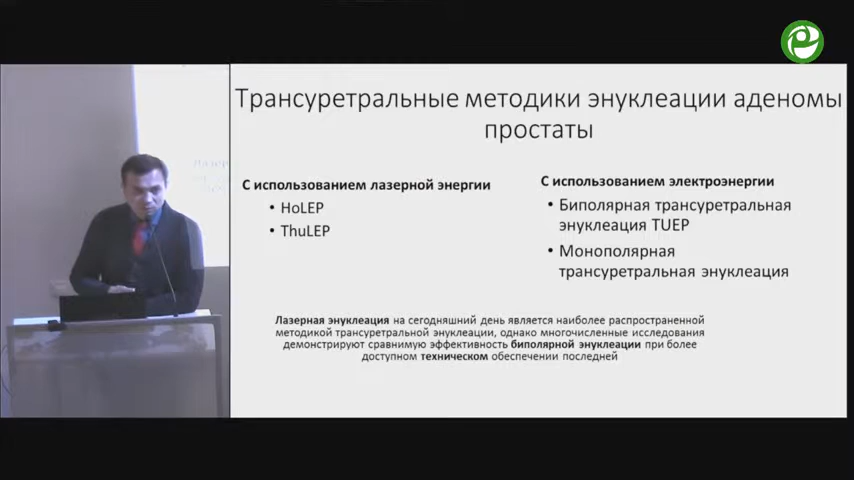 Трансуретральные методики энуклеации аденомы
простаты
С использованием лазерной энергии
• HoLEP
• ThuLEP
С использованием электроэнергии
• Биполярная трансуретральная
энуклеация TUEP
• Монополярная
трансуретральная энуклеация
Лазерная энуклеация на сегодняшний день является наиболее распространенной
методикой трансуретральной энуклеации, однако многочисленные исследования
демонстрируют сравнимую эффективность биполярной энуклеации при более
доступном техническом обеспечении последней